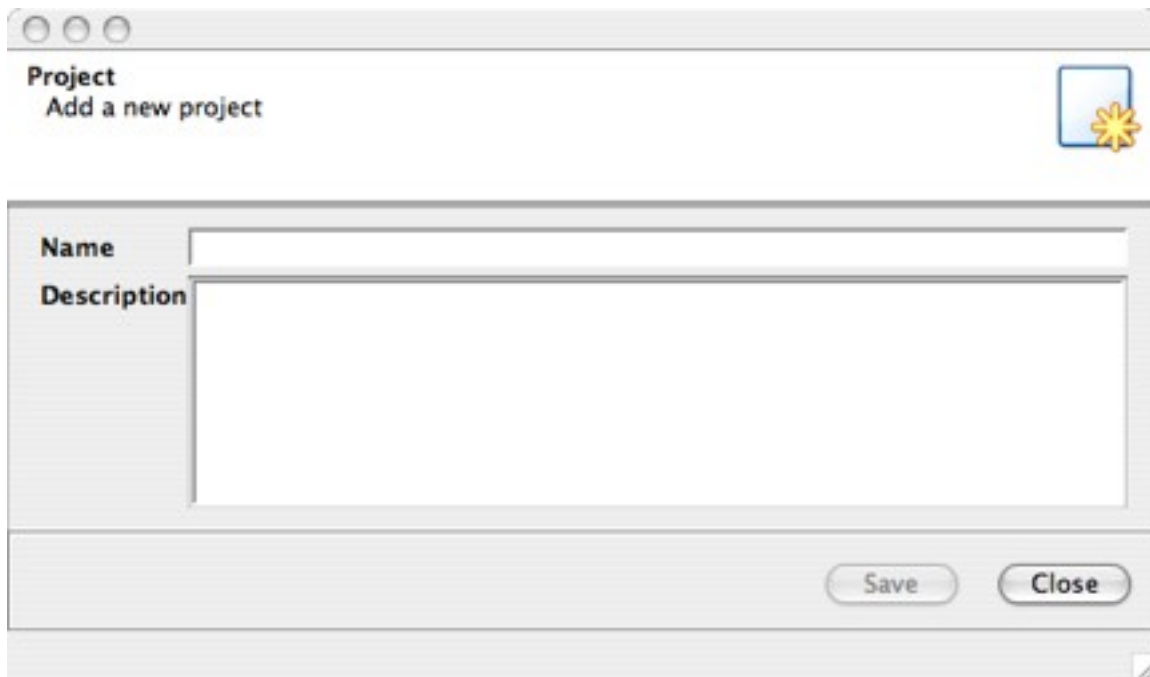 Project
Add a new project
Name
Description
Save
Close